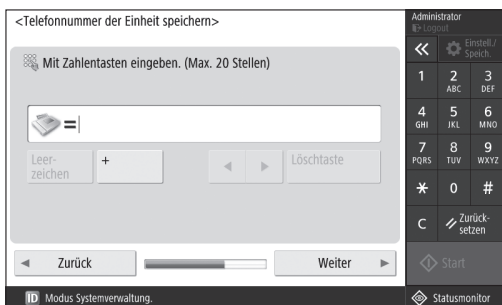 <Telefonnummer der Einheit speichern>
Mit Zahlentasten eingeben. (Max. 20 Stellen)
=
Leer-
zeichen
+
Löschtaste
Zurück
Weiter
ID Modus Systemverwaltung.
Administrator
Logout
Einstell./
Speich.
1 2 3
ABC DEF
4 5 6
GHI JKL MNO
7 8 9
PQRS TUV WXYZ
* 0 #
C Zurück-
setzen
Start
Statusmonitor